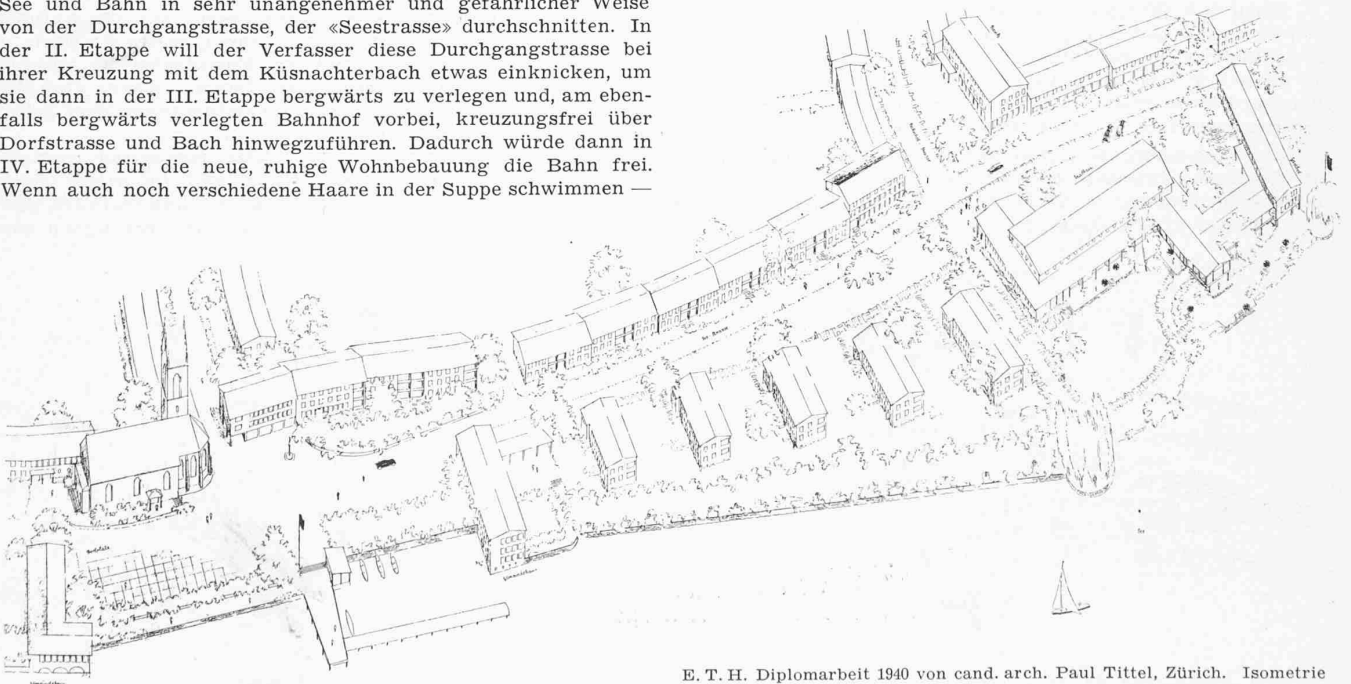 See und Bahn in sehr unangenehmer und gefährlicher Weise
von der Durchgangstrasse, der «Seestrasse» durchschnitten. In
der II. Etappe will der Verfasser diese Durchgangstrasse bei
ihrer Kreuzung mit dem Küsnachterbach etwas einknicken, um
sie dann in der III. Etappe bergwärts zu verlegen und, am eben-
falls bergwärts verlegten Bahnhof vorbei, kreuzungsfrei über
Dorfstrasse und Bach hinwegzuführen. Dadurch würde dann in
IV. Etappe für die neue, ruhige Wohnbebauung die Bahn frei.
Wenn auch noch verschiedene Haare in der Suppe schwimmen —
E. T. H. Diplomarbeit 1940 von cand. arch. Paul Tittel, Zürich. Isometrie